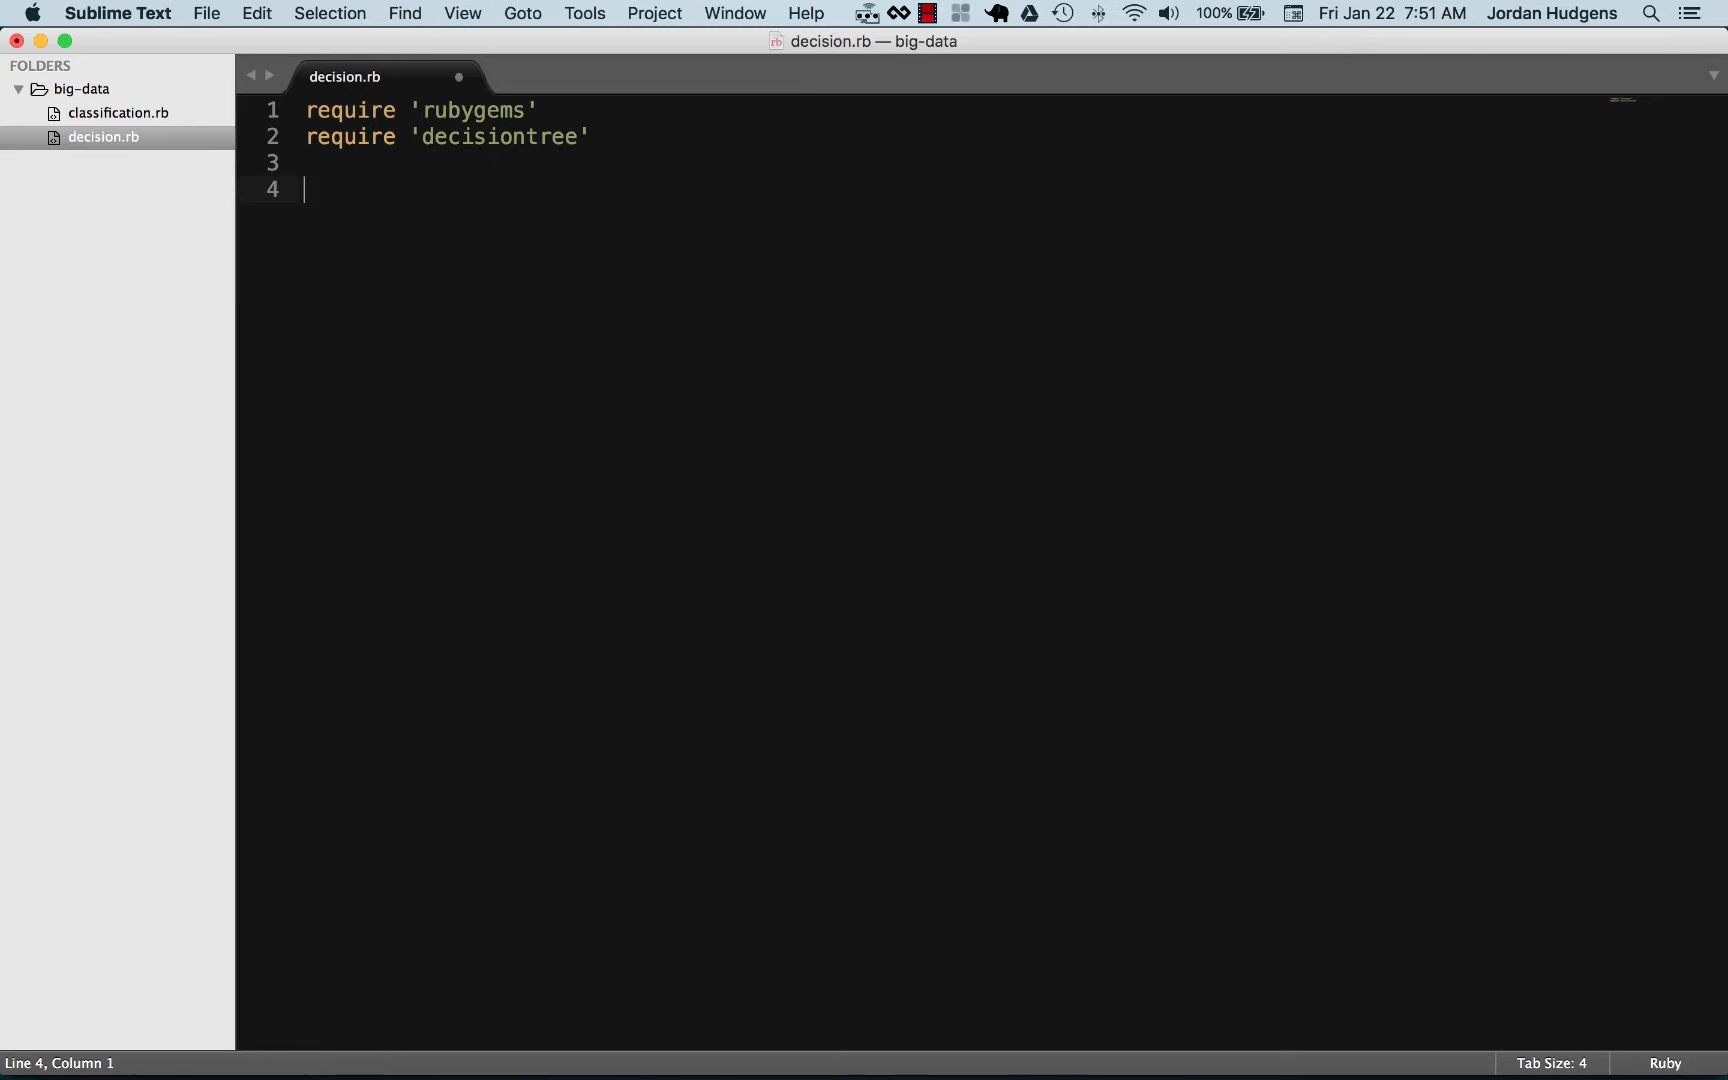 Sublime Text File Edit Selection Find View Goto Tools Project Window Help 100% Fri Jan 22 7:51 AM Jordan Hudgens
decision.rb — big-data
FOLDERS
big-data
classification.rb
decision.rb
decision.rb
1 require 'rubygems'
2 require 'decisiontree'
3
4
Line 4, Column 1
Tab Size: 4
Ruby